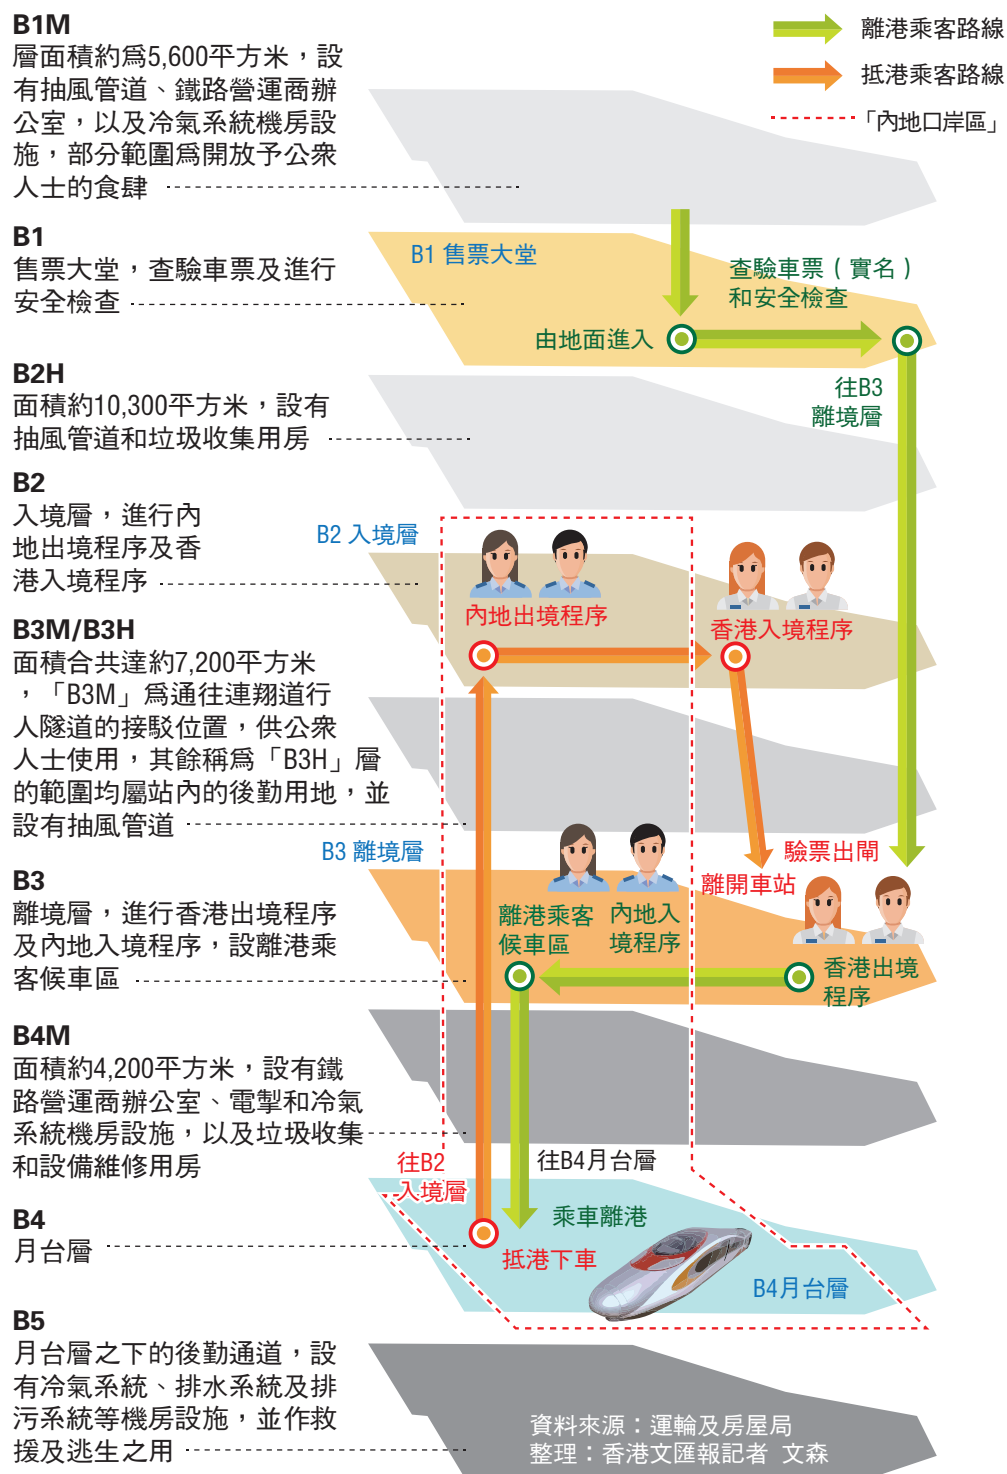 B1M
層面積約爲5,600平方米，設
有抽風管道、鐵路營運商辦
公室，以及冷氣系統機房設
施，部分範圍爲開放予公衆
人士的食肆
離港乘客路線
抵港乘客路線
「內地口岸區」
B1
售票大堂，查驗車票及進行
安全檢查
B1 售票大堂
查驗車票（實名）
和安全檢查
由地面進入
B2H
面積約10,300平方米，設有
抽風管道和垃圾收集用房
往B3
離境層
B2
入境層，進行內
地出境程序及香
港入境程序
B2 入境層
內地出境程序
香港入境程序
B3M/B3H
面積合共達約7,200平方米
，「B3M」爲通往連翔道行
人隧道的接駁位置，供公衆
人士使用，其餘稱爲「B3H」層
的範圍均屬站內的後勤用地，並
設有抽風管道
B3 離境層
驗票出閘
離開車站
B3
離境層，進行香港出境程序
及內地入境程序，設離港乘
客候車區
離港乘客
候車區
內地入
境程序
香港出境
程序
B4M
面積約4,200平方米，設有鐵
路營運商辦公室、電掣和冷氣
系統機房設施，以及垃圾收集
和設備維修用房
往B2
入境層
往B4月台層
B4
月台層
乘車離港
抵港下車
B4月台層
B5
月台層之下的後勤通道，設
有冷氣系統、排水系統及排
污系統等機房設施，並作救
援及逃生之用
資料來源：運輸及房屋局
整理：香港文匯報記者 文森